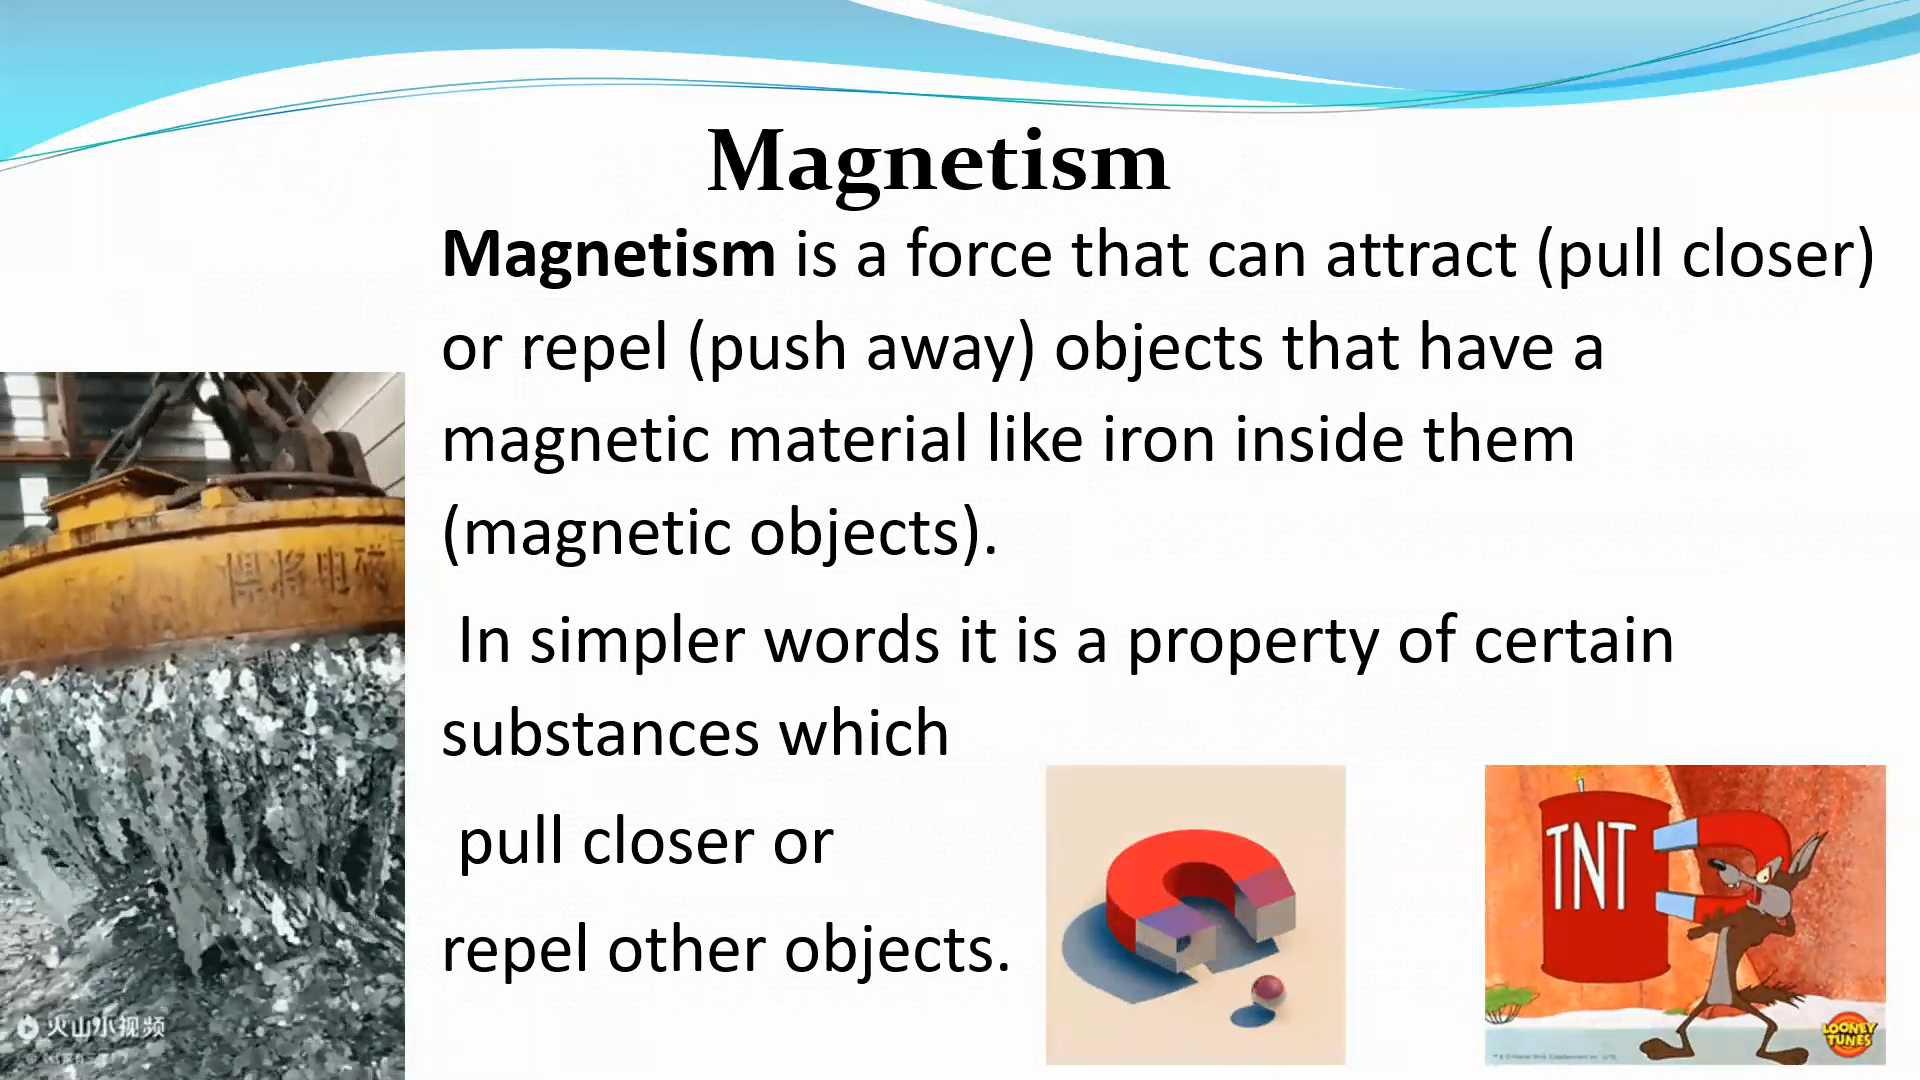 Magnetism
Magnetism is a force that can attract (pull closer)
or repel (push away) objects that have a
magnetic material like iron inside them
(magnetic objects).
In simpler words it is a property of certain
substances which
pull closer or
repel other objects.
电磁
火山小视频
TNT
LOONEY
TUNES